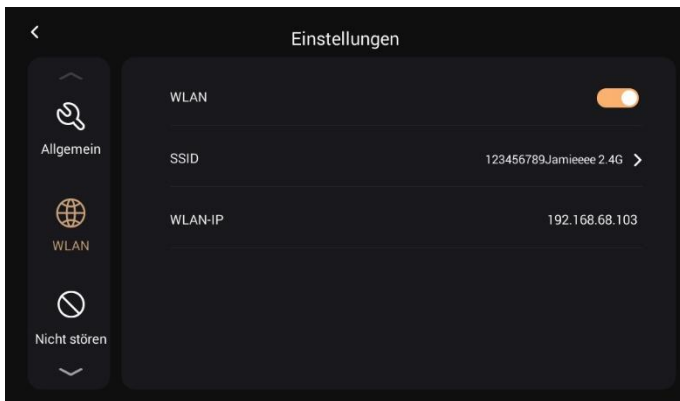 Einstellungen
Allgemein
WLAN
Nicht stören
WLAN
SSID 123456789Jamieeee 2.4G
WLAN-IP 192.168.68.103